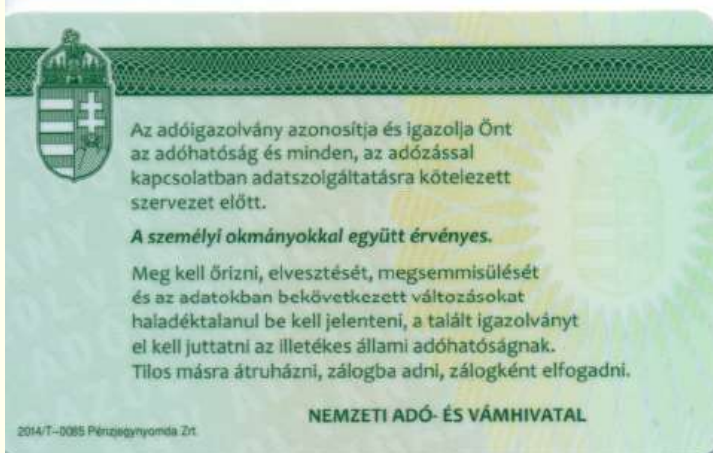 Az adóigazolvány azonosítja és igazolja Önt
az adóhatóság és minden, az adózással
kapcsolatban adatszolgáltatásra kötelezett
szervezet előtt.
A személyi okmányokkal együtt érvényes.
Meg kell őrizni, elvesztését, megsemmisülését
és az adatokban bekövetkezett változásokat
haladéktalanul be kell jelenteni, a talált igazolványt
el kell juttatni az illetékes állami adóhatóságnak.
Tilos másra átruházni, zálogba adni, zálogként elfogadni.
NEMZETI ADÓ- ÉS VÁMHIVATAL
2014/T-0085 Pénzjegynyomda Zrt.